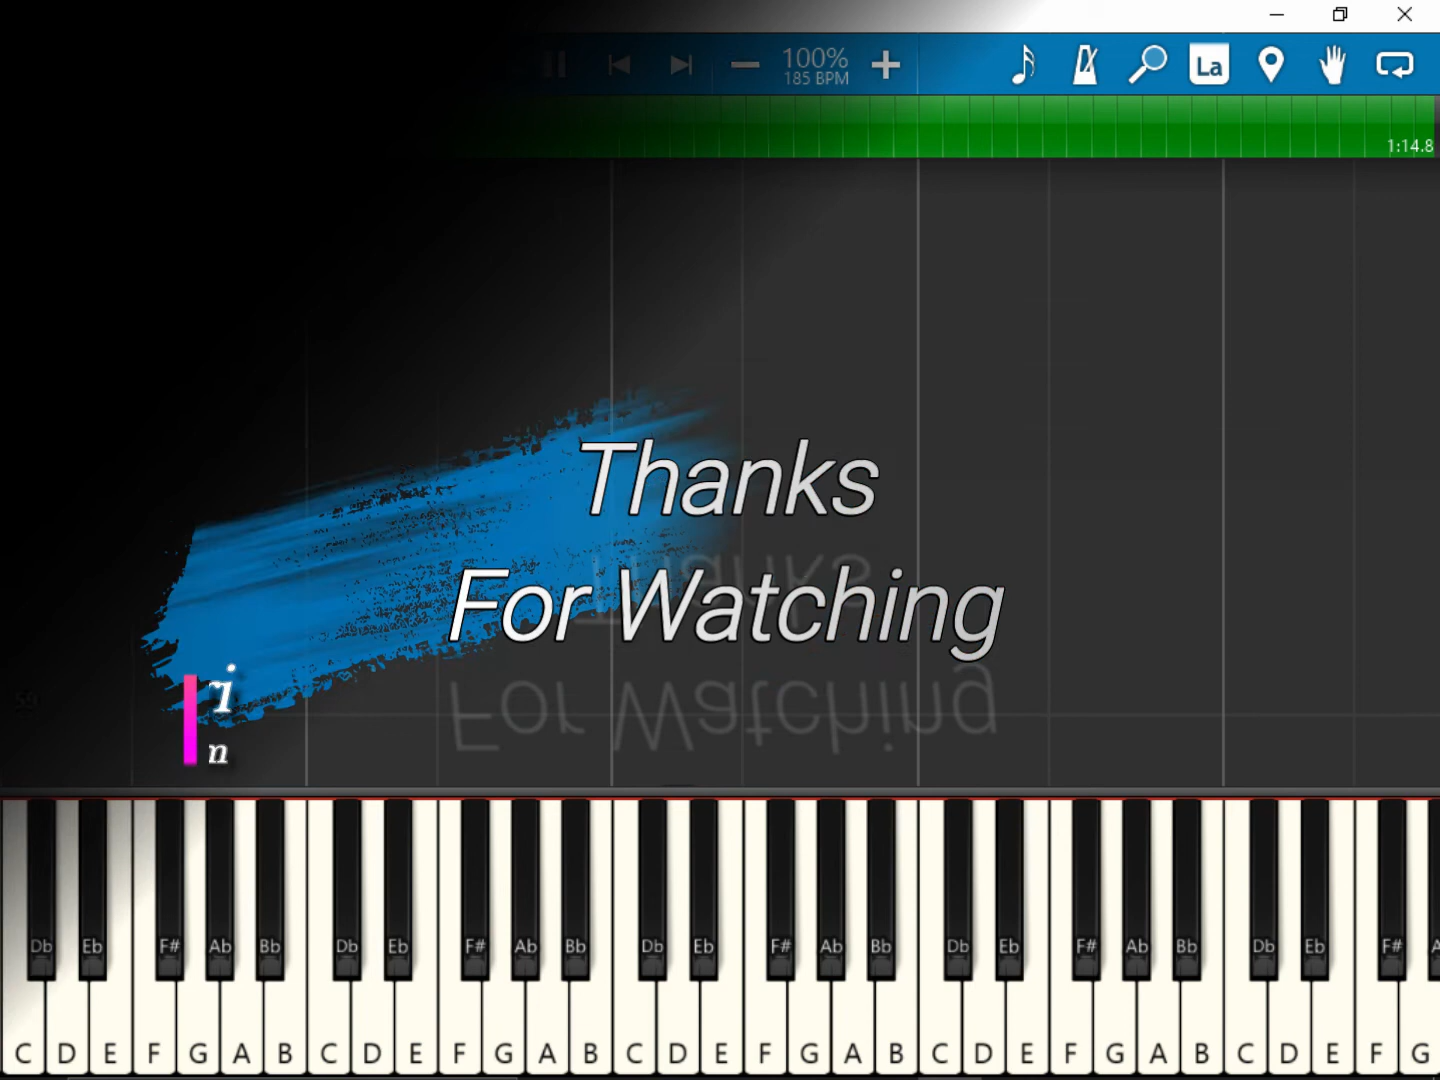 100%
185 BPM
La
1:14.8
Thanks
For Watching
i
n
Db Eb F# Ab Bb Db Eb F# Ab Bb Db Eb F# Ab Bb Db Eb F# Ab Bb Db Eb F#
C D E F G A B C D E F G A B C D E F G A B C D E F G A B C D E F G